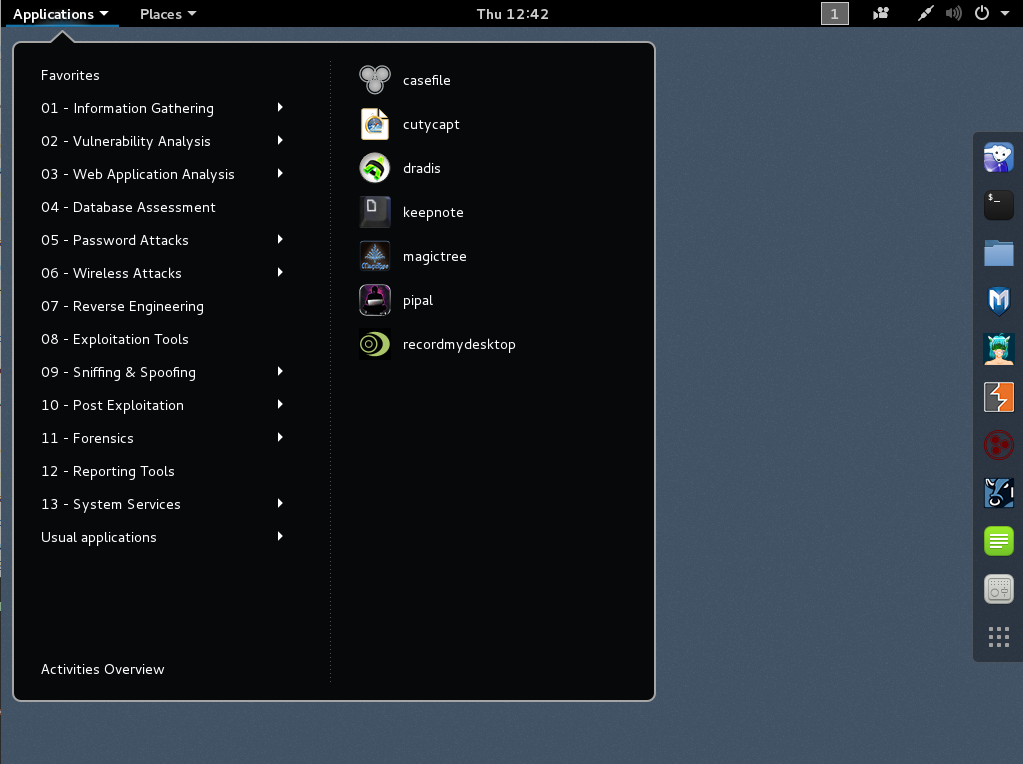 Applications Places Thu 12:42 1
Favorites
01 - Information Gathering
02 - Vulnerability Analysis
03 - Web Application Analysis
04 - Database Assessment
05 - Password Attacks
06 - Wireless Attacks
07 - Reverse Engineering
08 - Exploitation Tools
09 - Sniffing & Spoofing
10 - Post Exploitation
11 - Forensics
12 - Reporting Tools
13 - System Services
Usual applications
Activities Overview
casefile
cutycapt
dradis
D
keepnote
magictree
pipal
recordmydesktop
$_
M